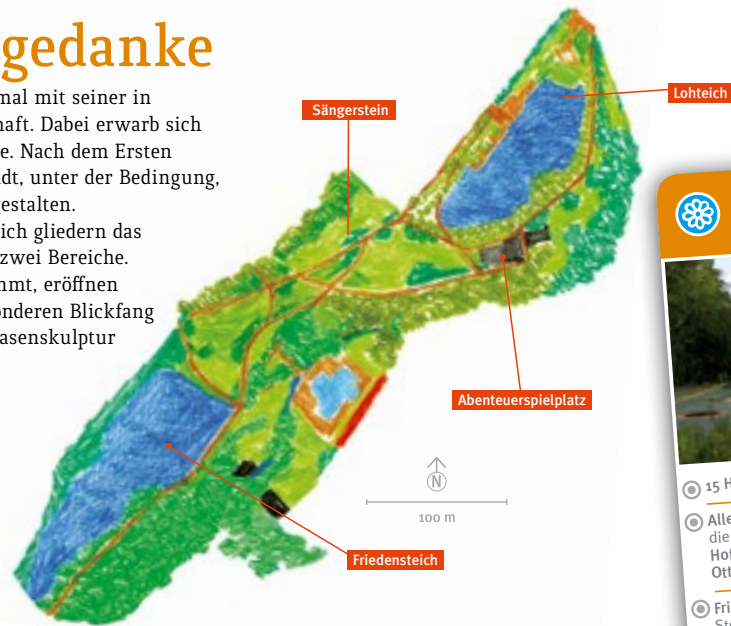 gedanke
mal mit seiner in
haft. Dabei erwarb sich
e. Nach dem Ersten
dt, unter der Bedingung,
gestalten.
ich gliedern das
zwei Bereiche.
mmt, eröffnen
onderen Blickfang
asenskulptur
Sängerstein
Lohteich
Abenteuerspielplatz
N
100 m
Friedensteich
15 H
Alle
die
Hof
Ott
Fri